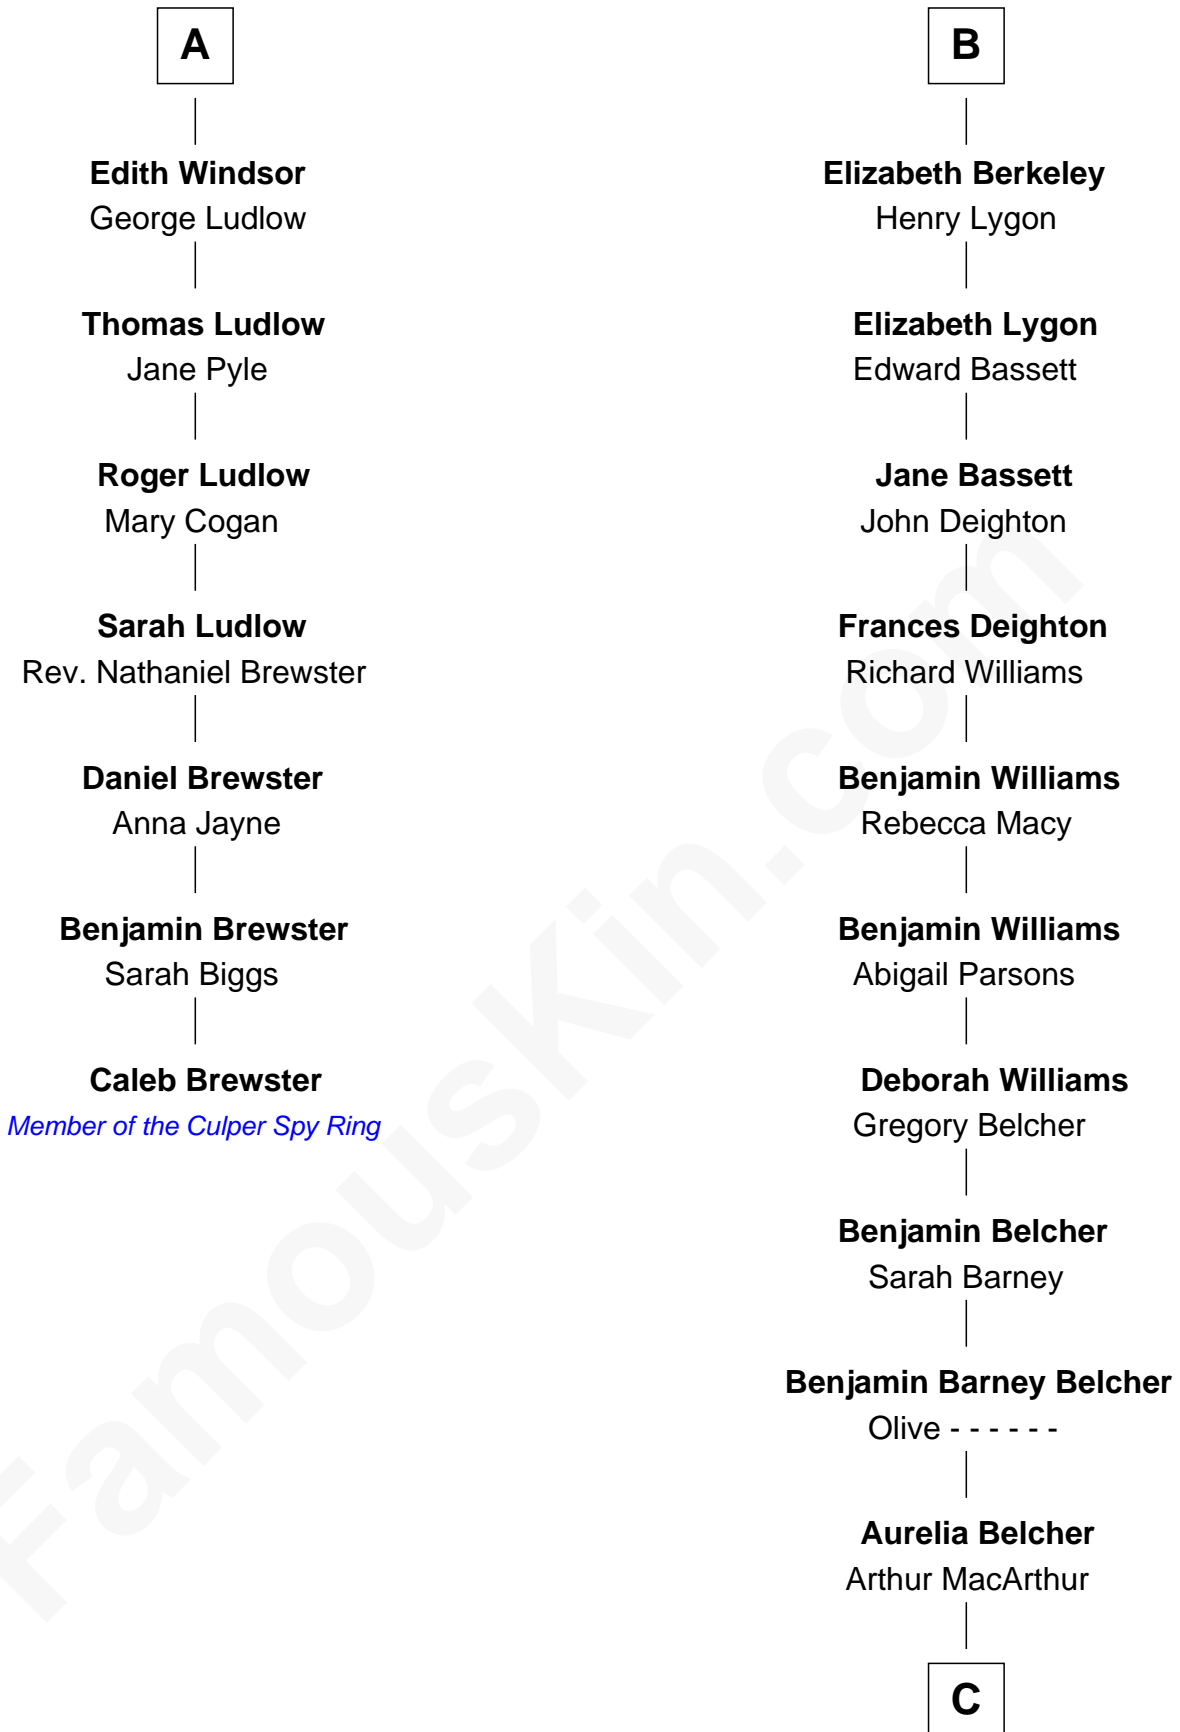 A
Edith Windsor
George Ludlow
Thomas Ludlow
Jane Pyle
Roger Ludlow
Mary Cogan
Sarah Ludlow
Rev. Nathaniel Brewster
Daniel Brewster
Anna Jayne
Benjamin Brewster
Sarah Biggs
Caleb Brewster
Member of the Culper Spy Ring
B
Elizabeth Berkeley
Henry Lygon
Elizabeth Lygon
Edward Bassett
Jane Bassett
John Deighton
Frances Deighton
Richard Williams
Benjamin Williams
Rebecca Macy
Benjamin Williams
Abigail Parsons
Deborah Williams
Gregory Belcher
Benjamin Belcher
Sarah Barney
Benjamin Barney Belcher
Olive - - - - - -
Aurelia Belcher
Arthur MacArthur
C
FamousKin.com